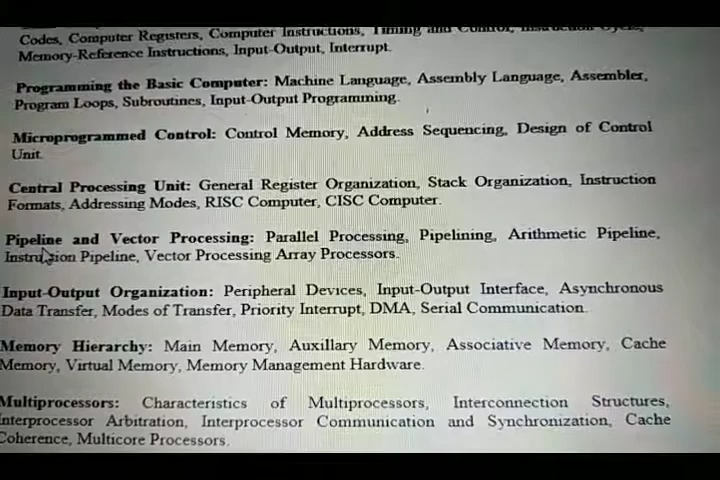 Codes, Computer Registers, Computer Instructions, Timing and Control, Instruction Cycle,
Memory-Reference Instructions, Input-Output, Interrupt.
Programming the Basic Computer: Machine Language, Assembly Language, Assembler,
Program Loops, Subroutines, Input-Output Programming.
Microprogrammed Control: Control Memory, Address Sequencing, Design of Control
Unit.
Central Processing Unit: General Register Organization, Stack Organization, Instruction
Formats, Addressing Modes, RISC Computer, CISC Computer.
Pipeline and Vector Processing: Parallel Processing, Pipelining, Arithmetic Pipeline,
Instruction Pipeline, Vector Processing Array Processors.
Input-Output Organization: Peripheral Devices, Input-Output Interface, Asynchronous
Data Transfer, Modes of Transfer, Priority Interrupt, DMA, Serial Communication.
Memory Hierarchy: Main Memory, Auxillary Memory, Associative Memory, Cache
Memory, Virtual Memory, Memory Management Hardware.
Multiprocessors: Characteristics of Multiprocessors, Interconnection Structures,
Interprocessor Arbitration, Interprocessor Communication and Synchronization, Cache
Coherence, Multicore Processors.